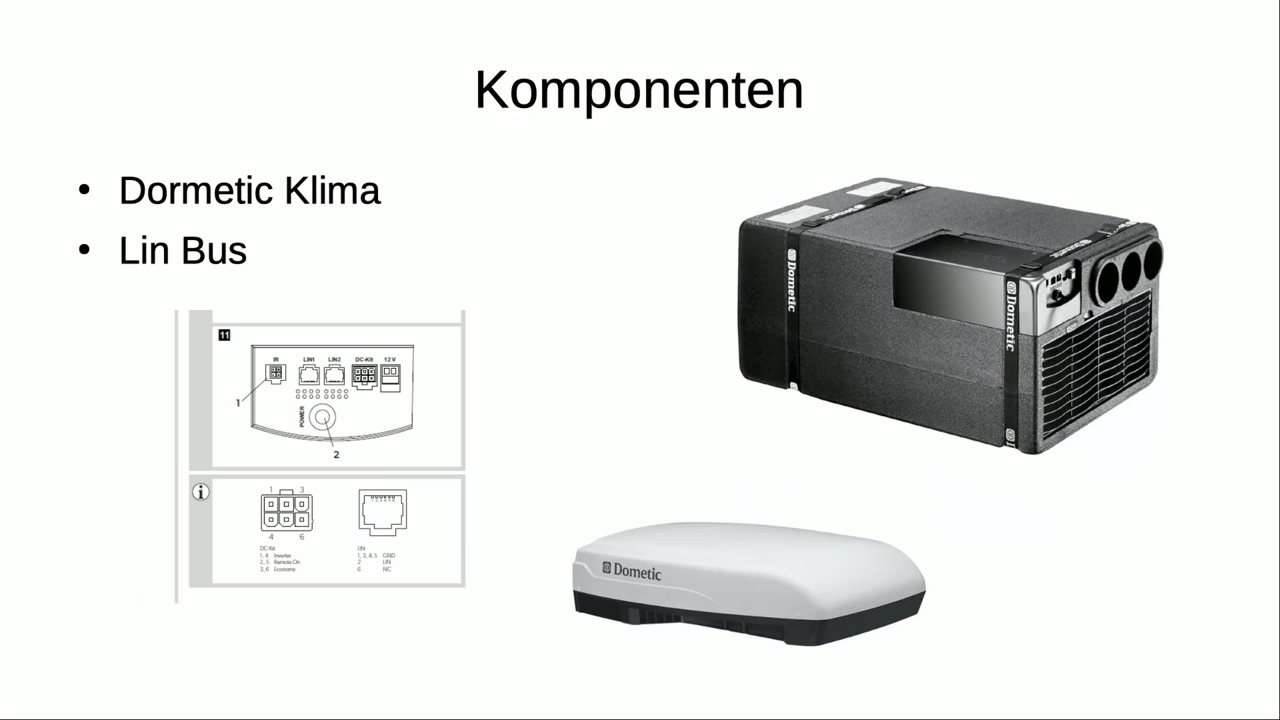 Komponenten
• Dormetic Klima
• Lin Bus
11
IR LIN1 LIN2 DC-Kit 12 V
1
POWER
2
1 3
4 6
DC-Kit
1, 4 Inverter
2, 5 Remote On
3, 6 Economy
LIN
1, 3, 4, 5 GND
2 LIN
6 NC
Dometic
Dometic
Dometic
Dometic
Dometic